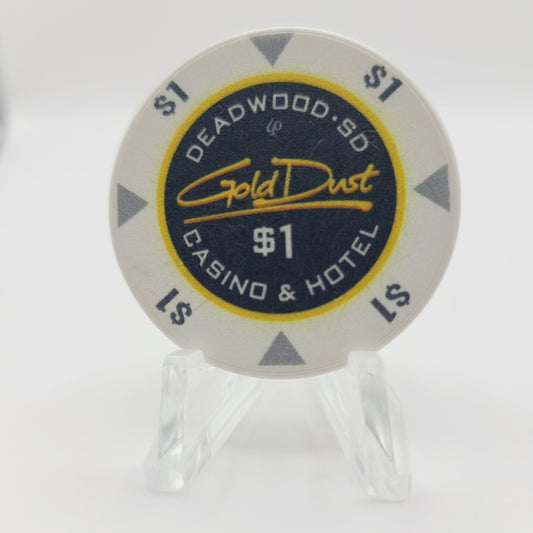 $1 $1
DEADWOOD·SD
Gold Dust
$1
CASINO & HOTEL
$1 $1